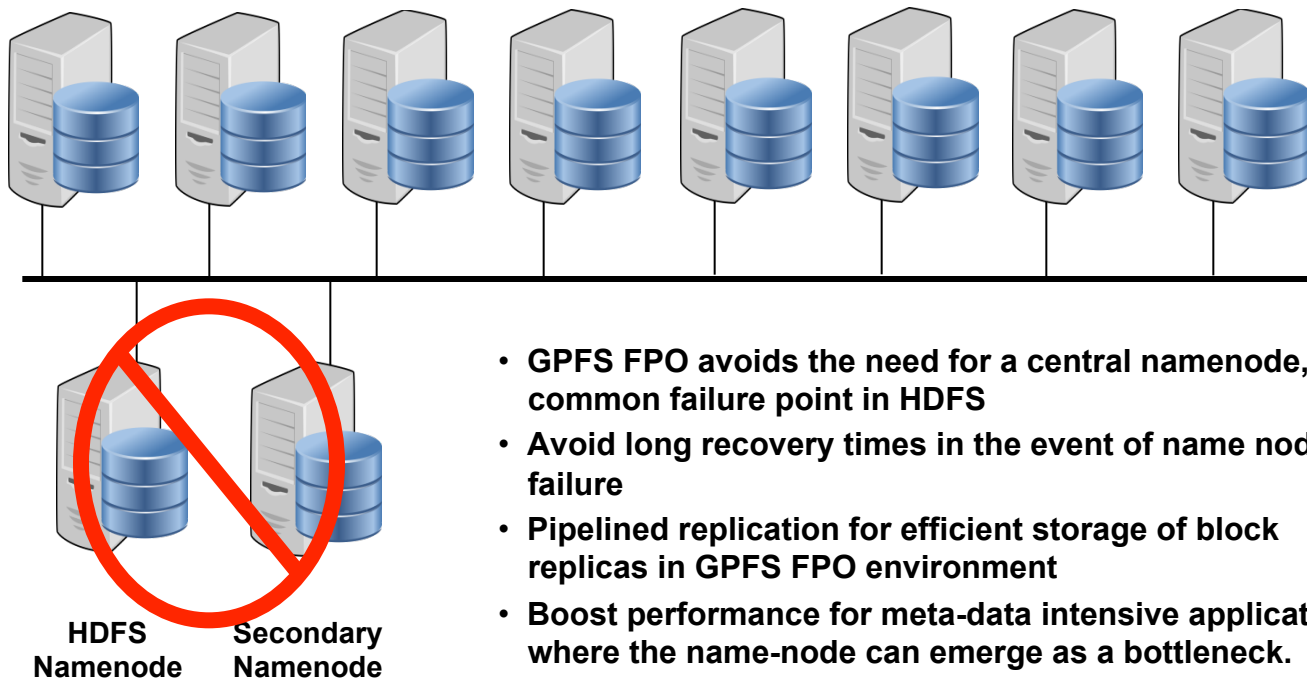 • GPFS FPO avoids the need for a central namenode,
common failure point in HDFS
• Avoid long recovery times in the event of name nod
failure
• Pipelined replication for efficient storage of block
replicas in GPFS FPO environment
• Boost performance for meta-data intensive applicat
where the name-node can emerge as a bottleneck.
HDFS
Namenode
Secondary
Namenode